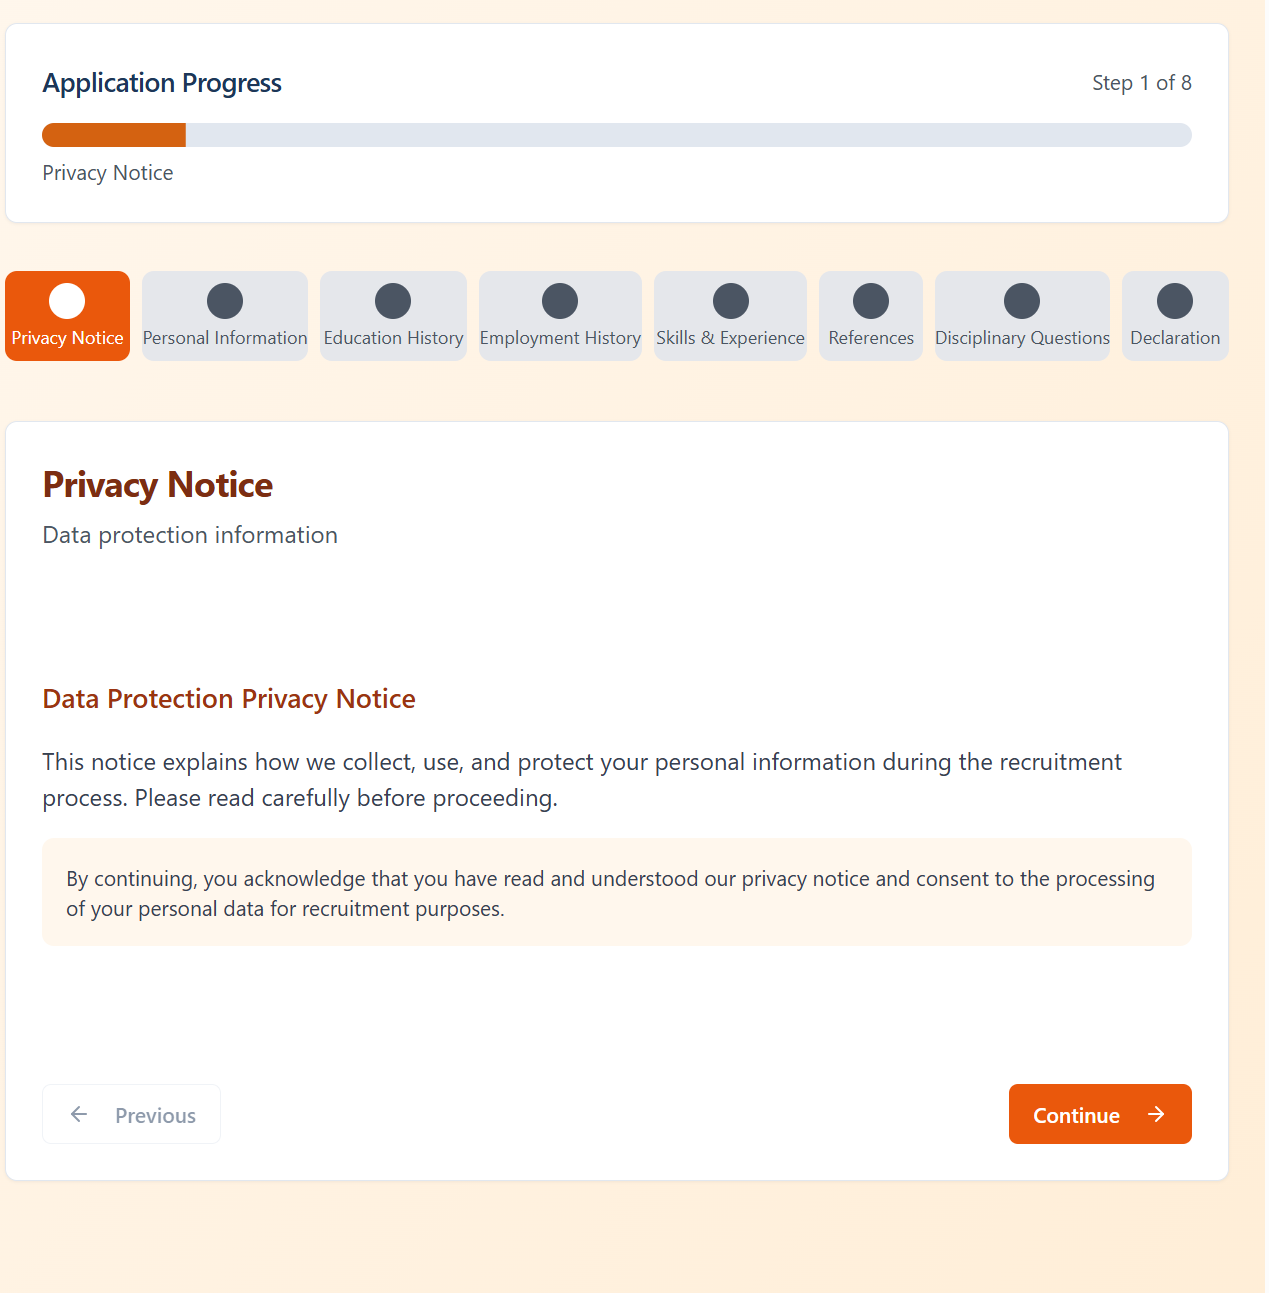 Application Progress
Step 1 of 8
Privacy Notice
Privacy Notice
Personal Information
Education History
Employment History
Skills & Experience
References
Disciplinary Questions
Declaration
Privacy Notice
Data protection information
Data Protection Privacy Notice
This notice explains how we collect, use, and protect your personal information during the recruitment
process. Please read carefully before proceeding.
By continuing, you acknowledge that you have read and understood our privacy notice and consent to the processing
of your personal data for recruitment purposes.
Previous
Continue